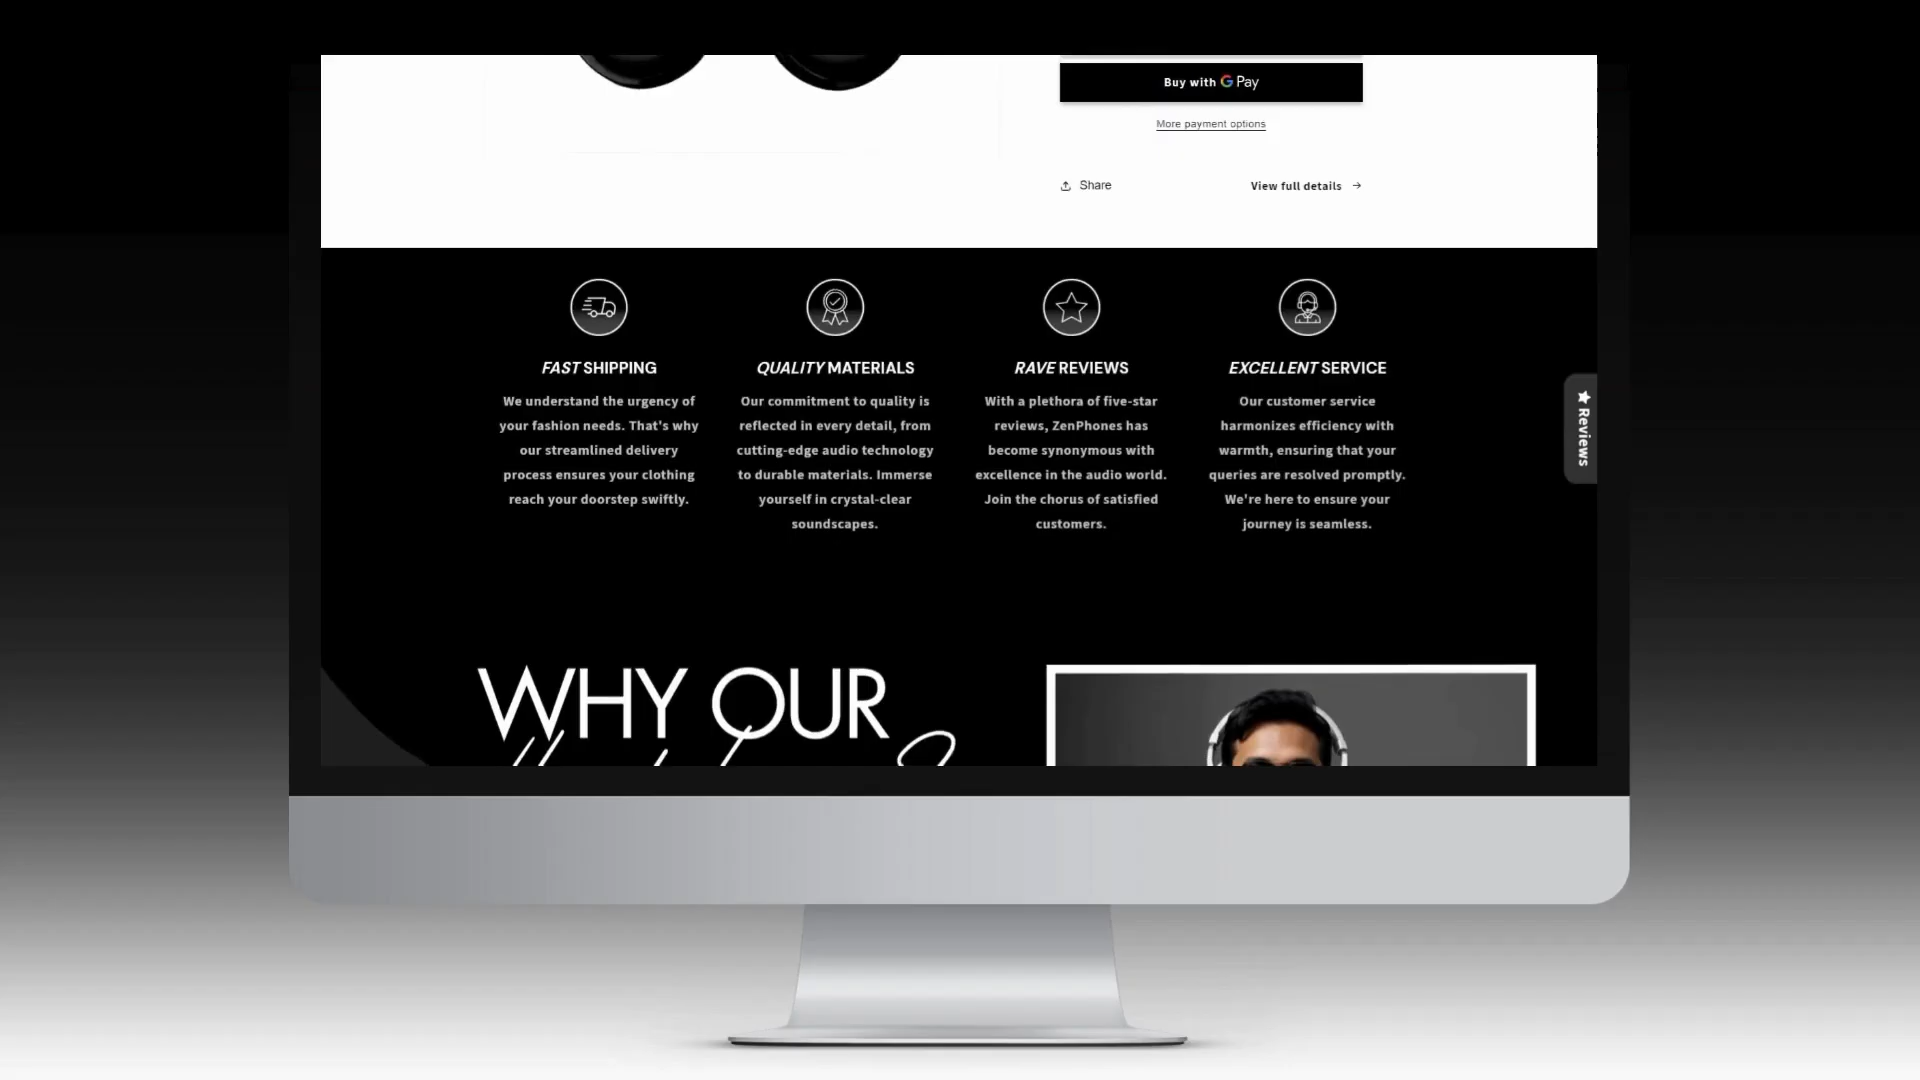 Buy with G Pay
More payment options
Share
View full details
FAST SHIPPING
We understand the urgency of
your fashion needs. That's why
our streamlined delivery
process ensures your clothing
reach your doorstep swiftly.
QUALITY MATERIALS
Our commitment to quality is
reflected in every detail, from
cutting-edge audio technology
to durable materials. Immerse
yourself in crystal-clear
soundscapes.
RAVE REVIEWS
With a plethora of five-star
reviews, ZenPhones has
become synonymous with
excellence in the audio world.
Join the chorus of satisfied
customers.
EXCELLENT SERVICE
Our customer service
harmonizes efficiency with
warmth, ensuring that your
queries are resolved promptly.
We're here to ensure your
journey is seamless.
Reviews
WHY OUR